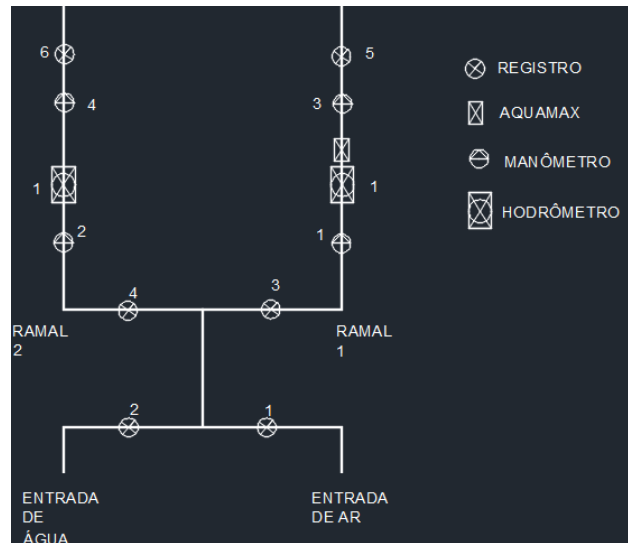 6
5
REGISTRO
4
3
AQUAMAX
MANÔMETRO
1
1
HODRÔMETRO
2
1
4
3
RAMAL
2
RAMAL
1
2
1
ENTRADA
DE
ÁGUA
ENTRADA
DE AR